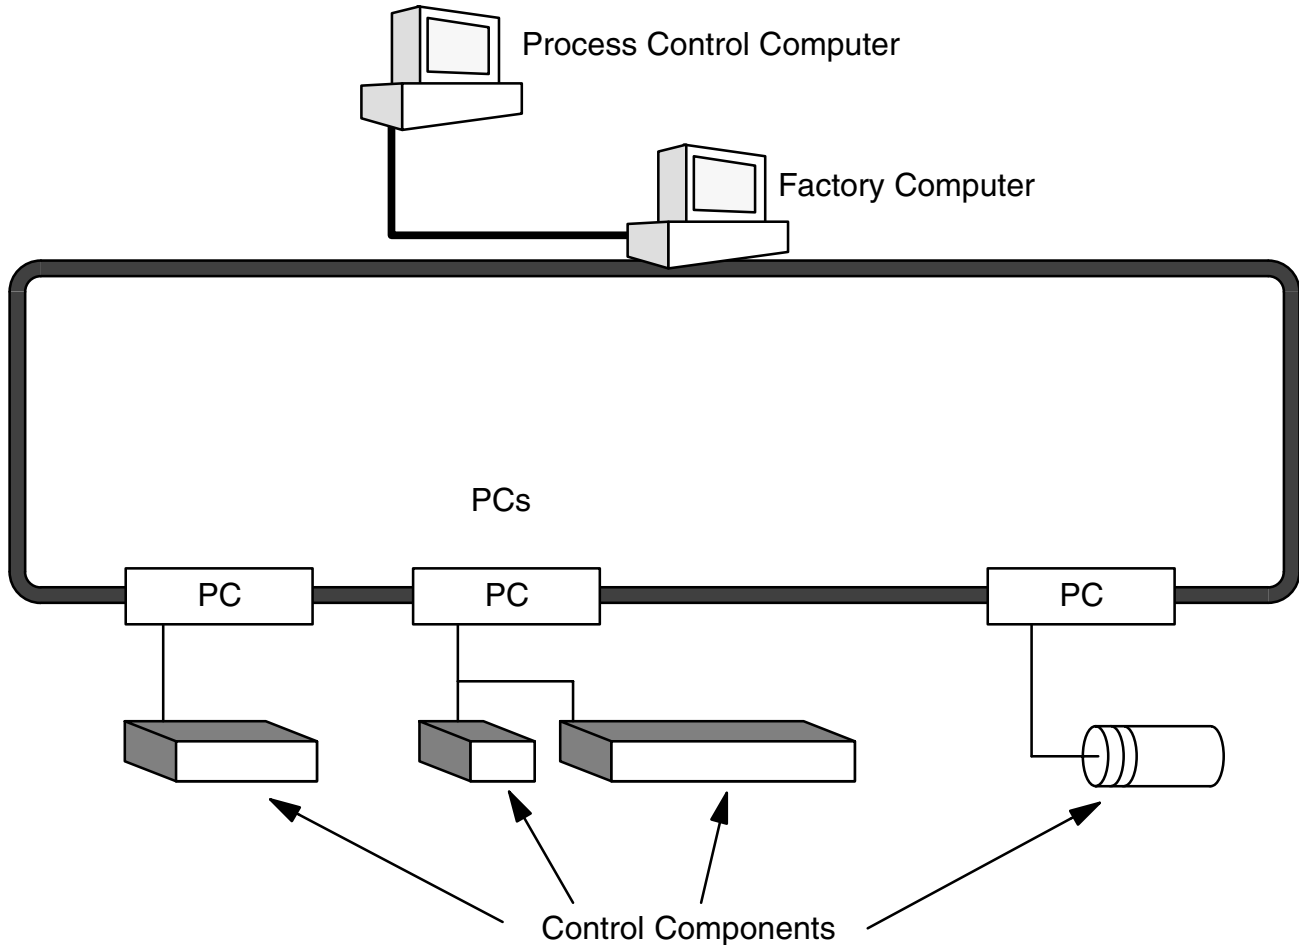 Process Control Computer
Factory Computer
PCs
PC
PC
PC
Control Components